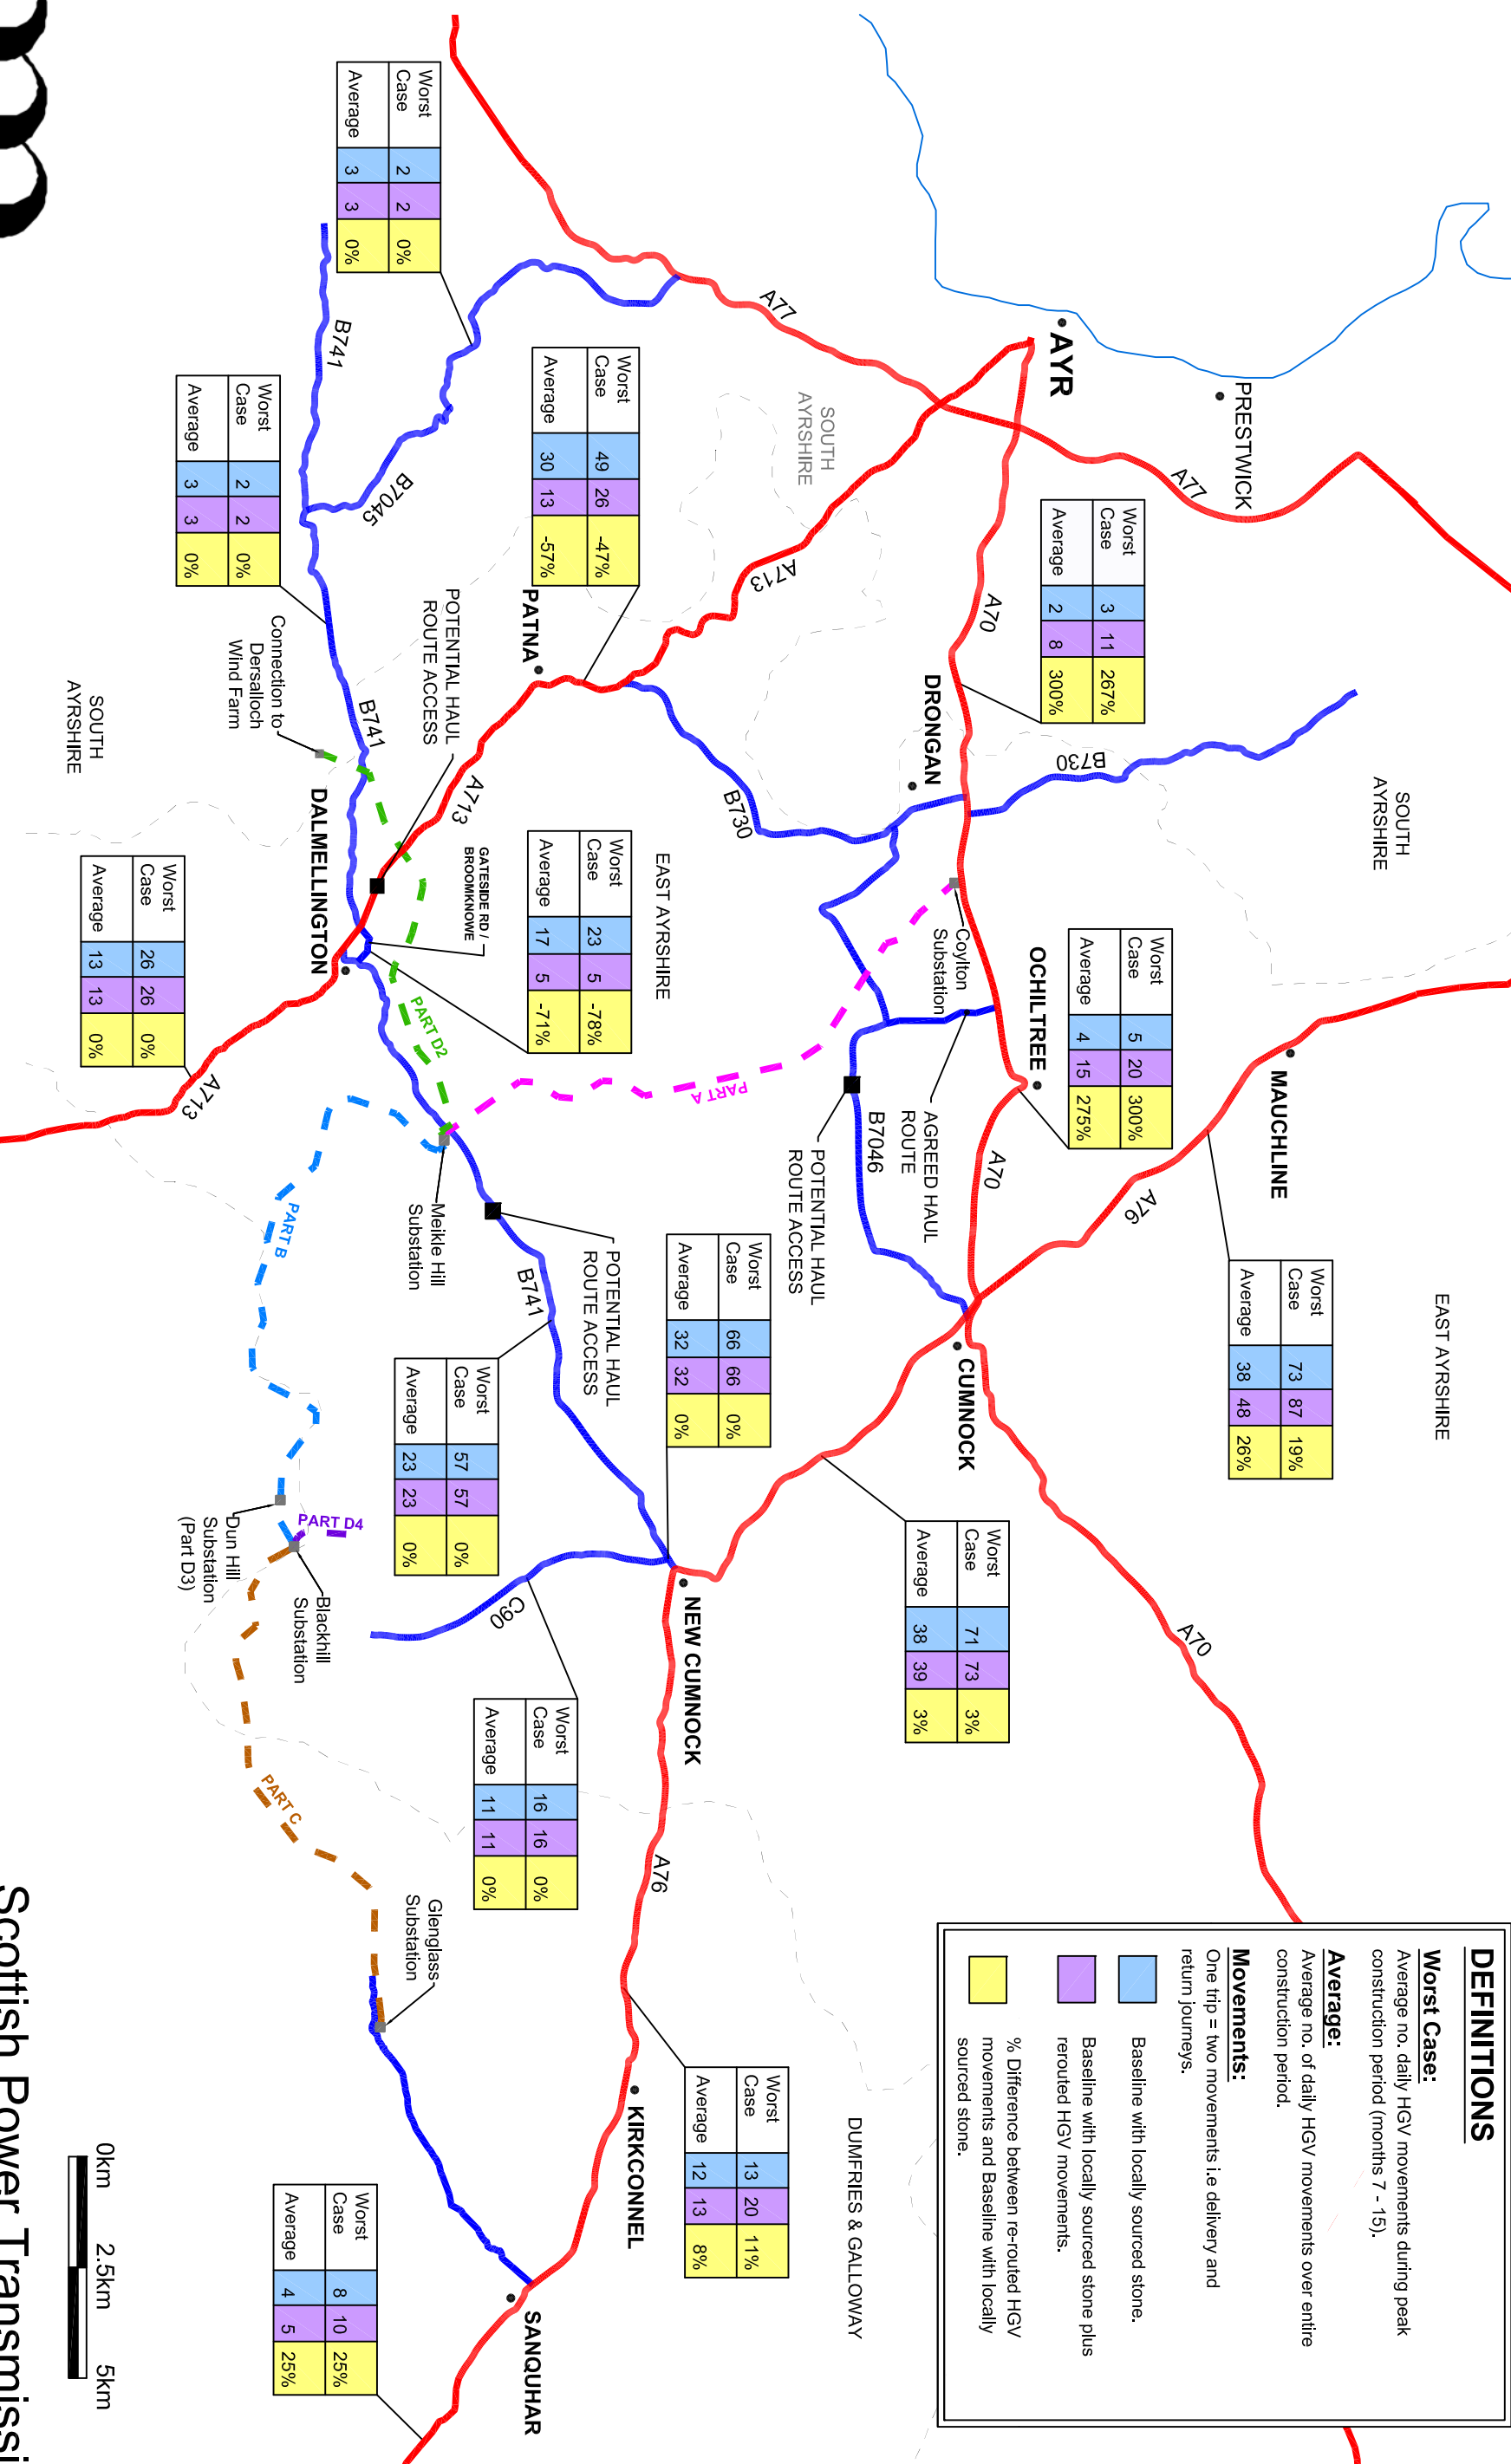 DEFINITIONS
Worst Case:
Average no. daily HGV movements during peak
construction period (months 7 - 15).
Average:
Average no. of daily HGV movements over entire
construction period.
Movements:
One trip = two movements i.e delivery and
return journeys.
Baseline with locally sourced stone.
Baseline with locally sourced stone plus
rerouted HGV movements.
% Difference between re-routed HGV
movements and Baseline with locally
sourced stone.
PRESTWICK
AYR
A77
A77
SOUTH
AYRSHIRE
MAUCHLINE
EAST AYRSHIRE
Worst
Case 73 87 19%
Average 38 48 26%
A76
Worst
Case 3 11 267%
Average 2 8 300%
A70
B730
DRONGAN
Worst
Case 5 20 300%
Average 4 15 275%
OCHILTREE
Coylton
Substation
AGREED HAUL
ROUTE
A70
B7046
POTENTIAL HAUL
ROUTE ACCESS
CUMNOCK
A70
Worst
Case 71 73 3%
Average 38 39 3%
DUMFRIES & GALLOWAY
SOUTH
AYRSHIRE
A713
B730
PART A
Worst
Case 66 66 0%
Average 32 32 0%
NEW CUMNOCK
A76
Worst
Case 13 20 11%
Average 12 13 8%
KIRKCONNEL
EAST AYRSHIRE
Worst
Case 49 26 -47%
Average 30 13 -57%
PATNA
Worst
Case 23 5 -78%
Average 17 5 -71%
POTENTIAL HAUL
ROUTE ACCESS
B741
POTENTIAL HAUL
ROUTE ACCESS
A713
GATESIDE RD /
BROOMKNOWE
PART D2
Meikle Hill
Substation
Worst
Case 57 57 0%
Average 23 23 0%
C90
Worst
Case 16 16 0%
Average 11 11 0%
SANQUHAR
Worst
Case 2 2 0%
Average 3 3 0%
B741
B7045
B741
DALMELLINGTON
Worst
Case 2 2 0%
Average 3 3 0%
Connection to
Dersalloch
Wind Farm
PART B
PART D4
Blackhill
Substation
Dun Hill
Substation
(Part D3)
PART C
Glenglass
Substation
Worst
Case 8 10 25%
Average 4 5 25%
SOUTH
AYRSHIRE
Worst
Case 26 26 0%
Average 13 13 0%
A713
0km 2.5km 5km
Scottish Power Transmissi